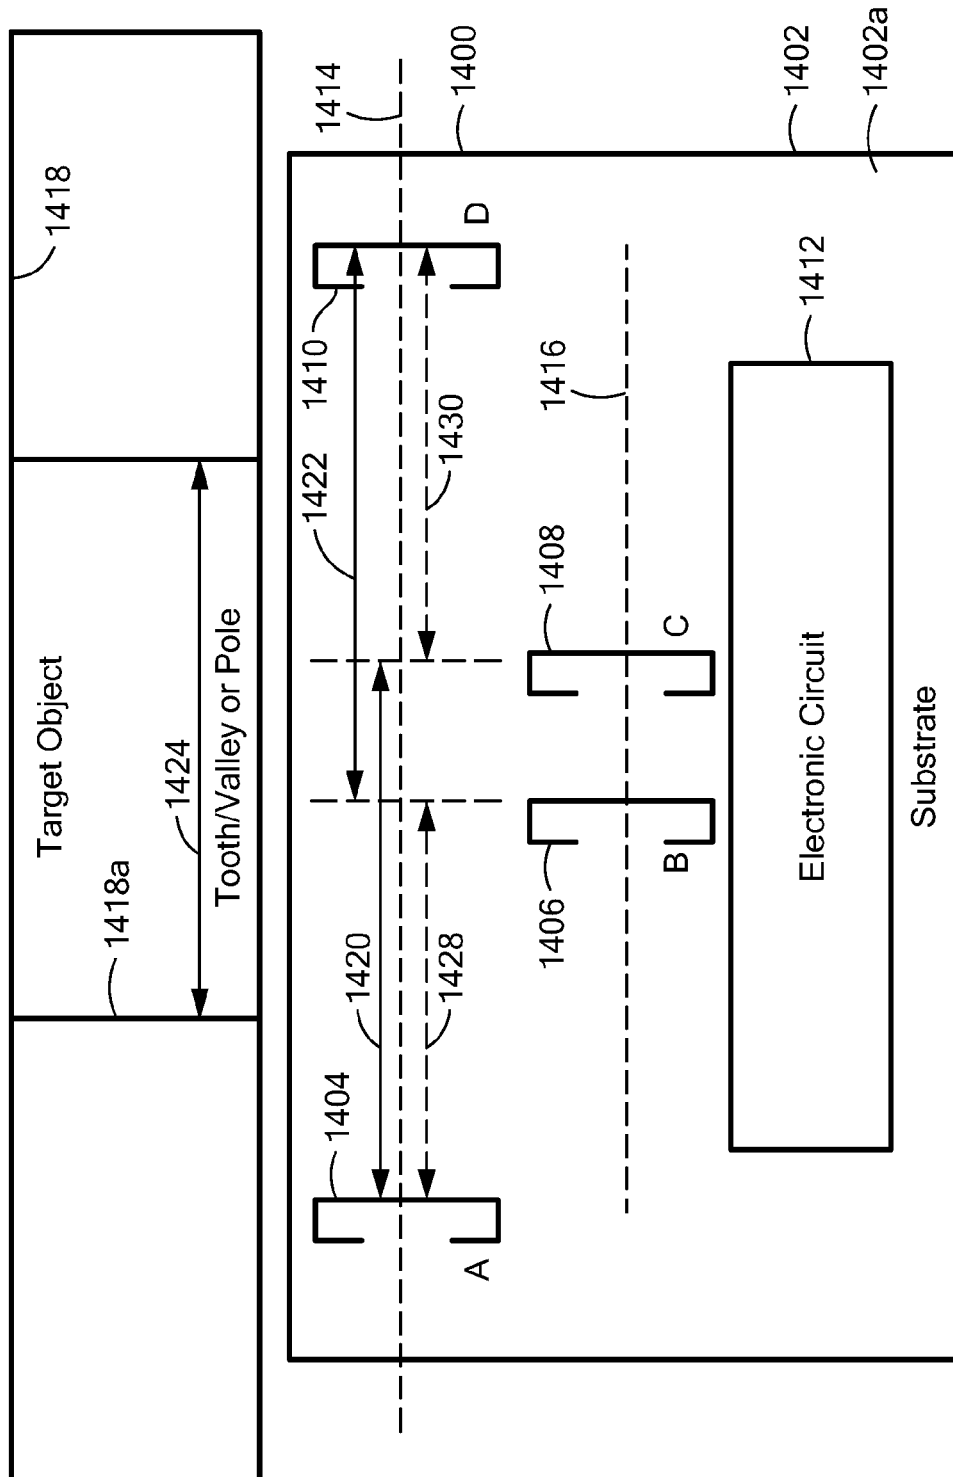 1418
Target Object
1418a
1424
Tooth/Valley or Pole
1414
1400
1402
1402a
1404
1420
1428
1422
1410
1430
A
D
1416
1406
1408
B
C
1412
Electronic Circuit
Substrate